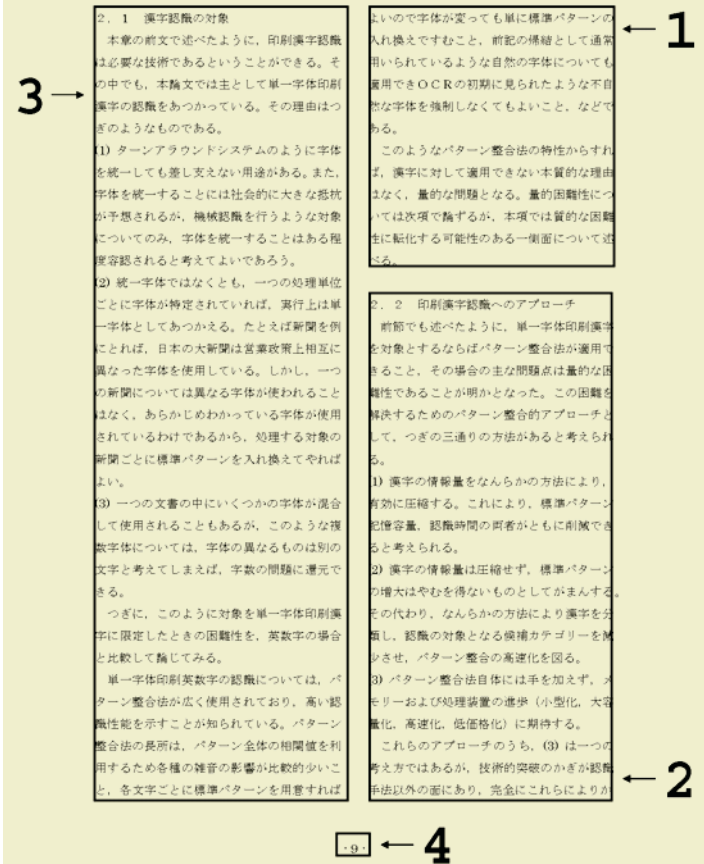 2．1　漢字認識の対象
　本章の前文で述べたように，印刷漢字認識
は必要な技術であるということができる。そ
の中でも，本論文では主として単一字体印刷
漢字の認識をあつかっている。その理由はつ
ぎのようなものである。
(1) ターンアラウンドシステムのように字体
を統一しても差し支えない用途がある。また，
字体を統一することには社会的に大きな抵抗
が予想されるが，機械認識を行うような対象
についてのみ，字体を統一することはある程
度容認されると考えてよいであろう。
(2) 統一字体ではなくとも，一つの処理単位
ごとに字体が特定されていれば，実行上は単
一字体としてあつかえる。たとえば新聞を例
にとれば，日本の大新聞は営業政策上相互に
異なった字体を使用している。しかし，一つ
の新聞については異なる字体が使われること
はなく，あらかじめわかっている字体が使用
されているわけであるから，処理する対象の
新聞ごとに標準パターンを入れ換えてやれば
よい。
(3) 一つの文書の中にいくつかの字体が混合
して使用されることもあるが，このような複
数字体については，字体の異なるものは別の
文字と考えてしまえば，字数の問題に還元で
きる。
　つぎに，このように対象を単一字体印刷漢
字に限定したときの困難性を，英数字の場合
と比較して論じてみる。
　単一字体印刷英数字の認識については，パ
ターン整合法が広く使用されており，高い認
識性能を示すことが知られている。パターン
整合法の長所は，パターン全体の相関値を利
用するため各種の雑音の影響が比較的少いこ
と，各文字ごとに標準パターンを用意すれば
3
よいので字体が変っても単に標準パターンの
入れ換えですむこと，前記の帰結として通常
用いられているような自然の字体についても
適用できＯＣＲの初期に見られたような不自
然な字体を強制しなくてもよいこと，などで
ある。
　このようなパターン整合法の特性からすれ
ば，漢字に対して適用できない本質的な理由
はなく，量的な問題となる。量的困難性につ
いては次項で論ずるが，本項では質的な困難
性に転化する可能性のある一側面について述
べる。
1
2．2　印刷漢字認識へのアプローチ
　前節でも述べたように，単一字体印刷漢字
を対象とするならばパターン整合法が適用で
きること，その場合の主な問題点は量的な困
難性であることが明かとなった。この困難を
解決するためのパターン整合的アプローチと
して，つぎの三通りの方法があると考えられ
る。
(1) 漢字の情報量をなんらかの方法により，
有効に圧縮する。これにより，標準パターン
記憶容量，認識時間の両者がともに削減でき
ると考えられる。
(2) 漢字の情報量は圧縮せず，標準パターン
の増大はやむを得ないものとしてがまんする。
その代わり，なんらかの方法により漢字を分
類し，認識の対象となる候補カテゴリーを減
少させ，パターン整合の高速化を図る。
(3) パターン整合法自体には手を加えず，メ
モリーおよび処理装置の進歩（小型化，大容
量化，高速化，低価格化）に期待する。
　これらのアプローチのうち，(3) は一つの
考え方ではあるが，技術的突破のかぎが認識
手法以外の面にあり，完全にこれらによりか
2
·9·
4